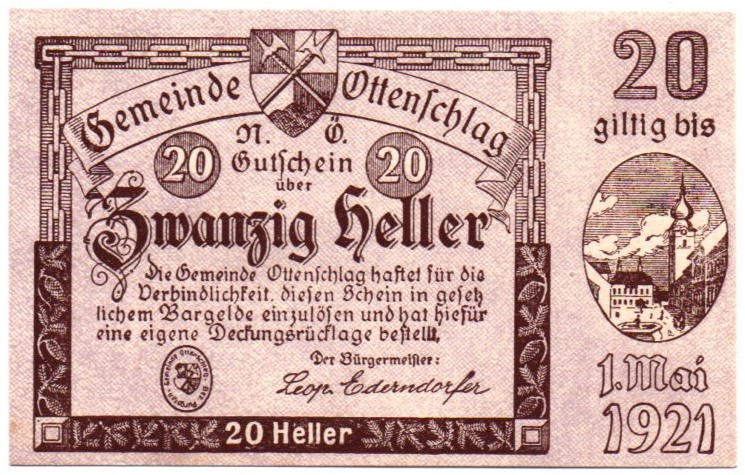 Gemeinde Ottenschlag
N. Ö.
20 Gutschein 20
über
Zwanzig Heller
Die Gemeinde Ottenschlag haftet für die
Verbindlichkeit, diesen Schein in gesetz
lichem Bargelde einzulösen und hat hiefür
eine eigene Deckungsrücklage bestellt.
Der Bürgermeister:
Leop. Ederndorfer
20 Heller
20
giltig bis
1. Mai
1921